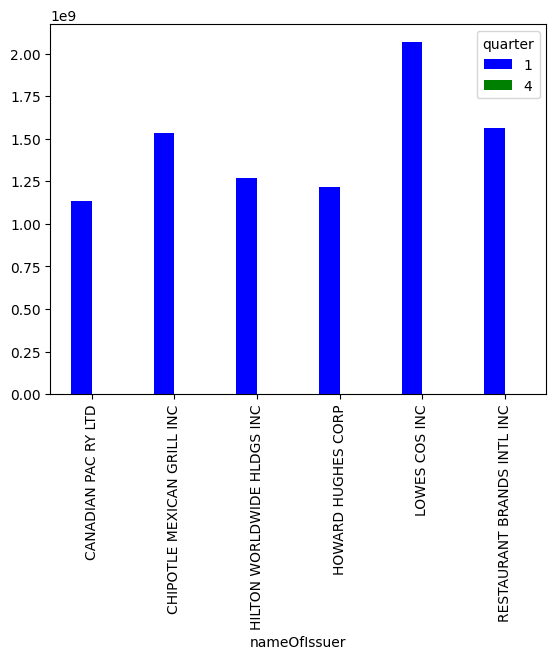 1e9
2.00
1.75
1.50
1.25
1.00
0.75
0.50
0.25
0.00
quarter
1
4
CANADIAN PAC RY LTD
CHIPOTLE MEXICAN GRILL INC
HILTON WORLDWIDE HLDGS INC
HOWARD HUGHES CORP
LOWES COS INC
RESTAURANT BRANDS INTL INC
nameOfIssuer